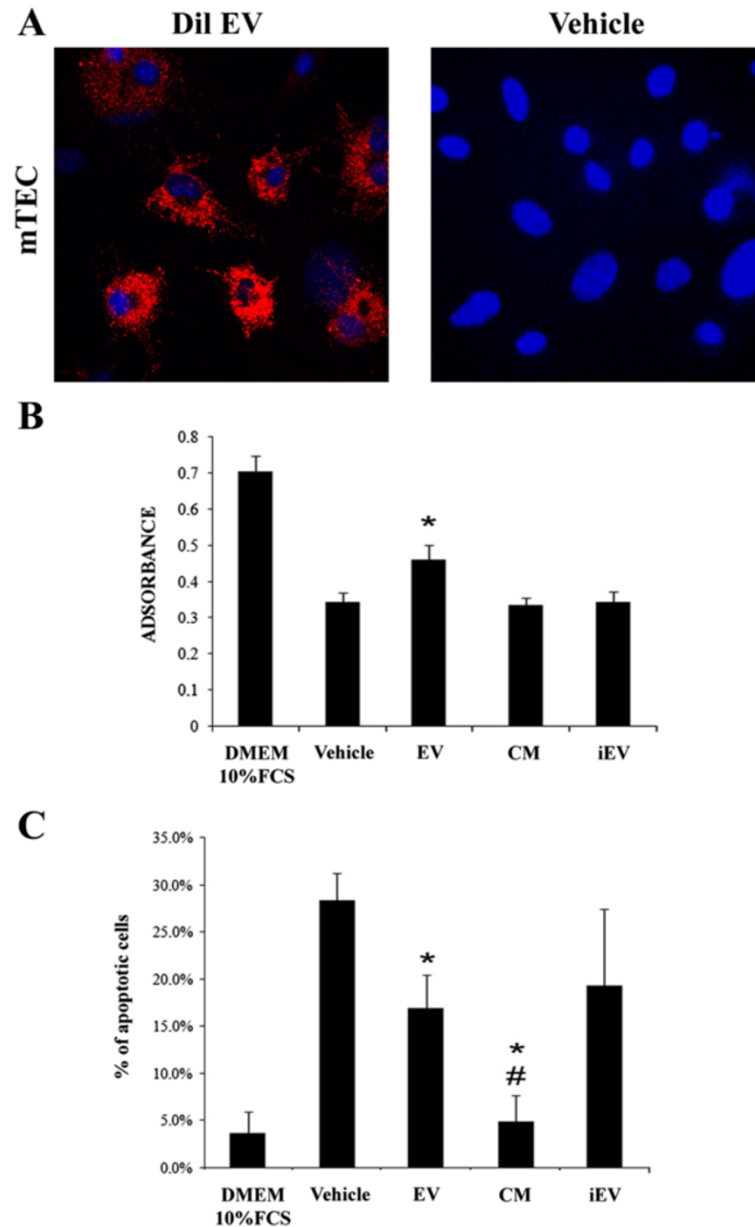 A
Dil EV
Vehicle
mTEC
B
ADSORBANCE
0.8
0.7
0.6
0.5
0.4
0.3
0.2
0.1
0
*
DMEM
10%FCS
Vehicle
EV
CM
iEV
C
% of apoptotic cells
35.0%
30.0%
25.0%
20.0%
15.0%
10.0%
5.0%
0.0%
*
*
#
DMEM
10%FCS
Vehicle
EV
CM
iEV